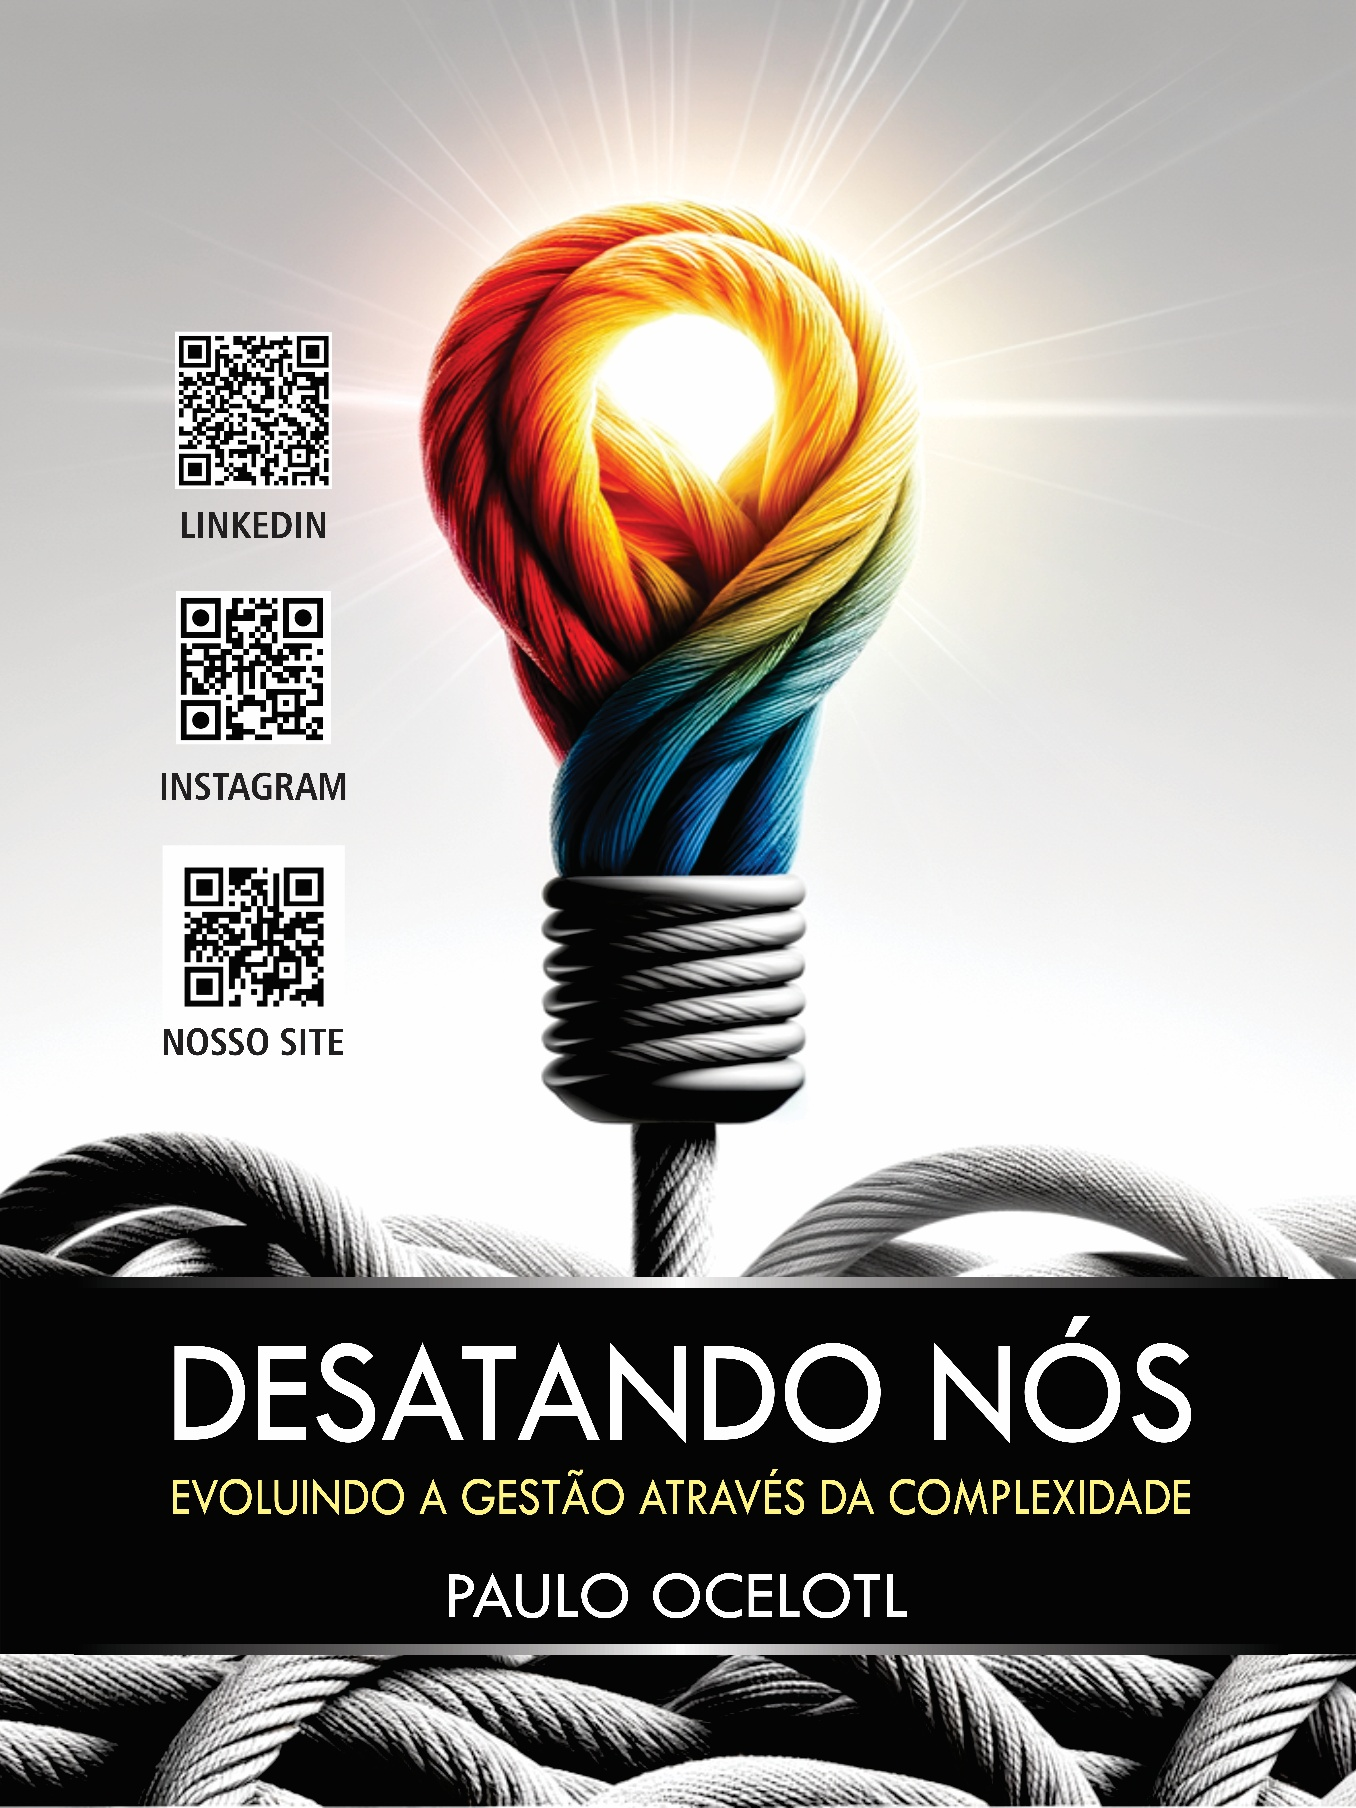 LINKEDIN
INSTAGRAM
NOSSO SITE
DESATANDO NÓS
EVOLUINDO A GESTÃO ATRAVÉS DA COMPLEXIDADE
PAULO OCELOTL